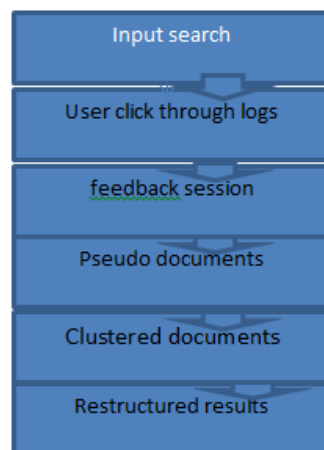 Input search
User click through logs
feedback session
Pseudo documents
Clustered documents
Restructured results